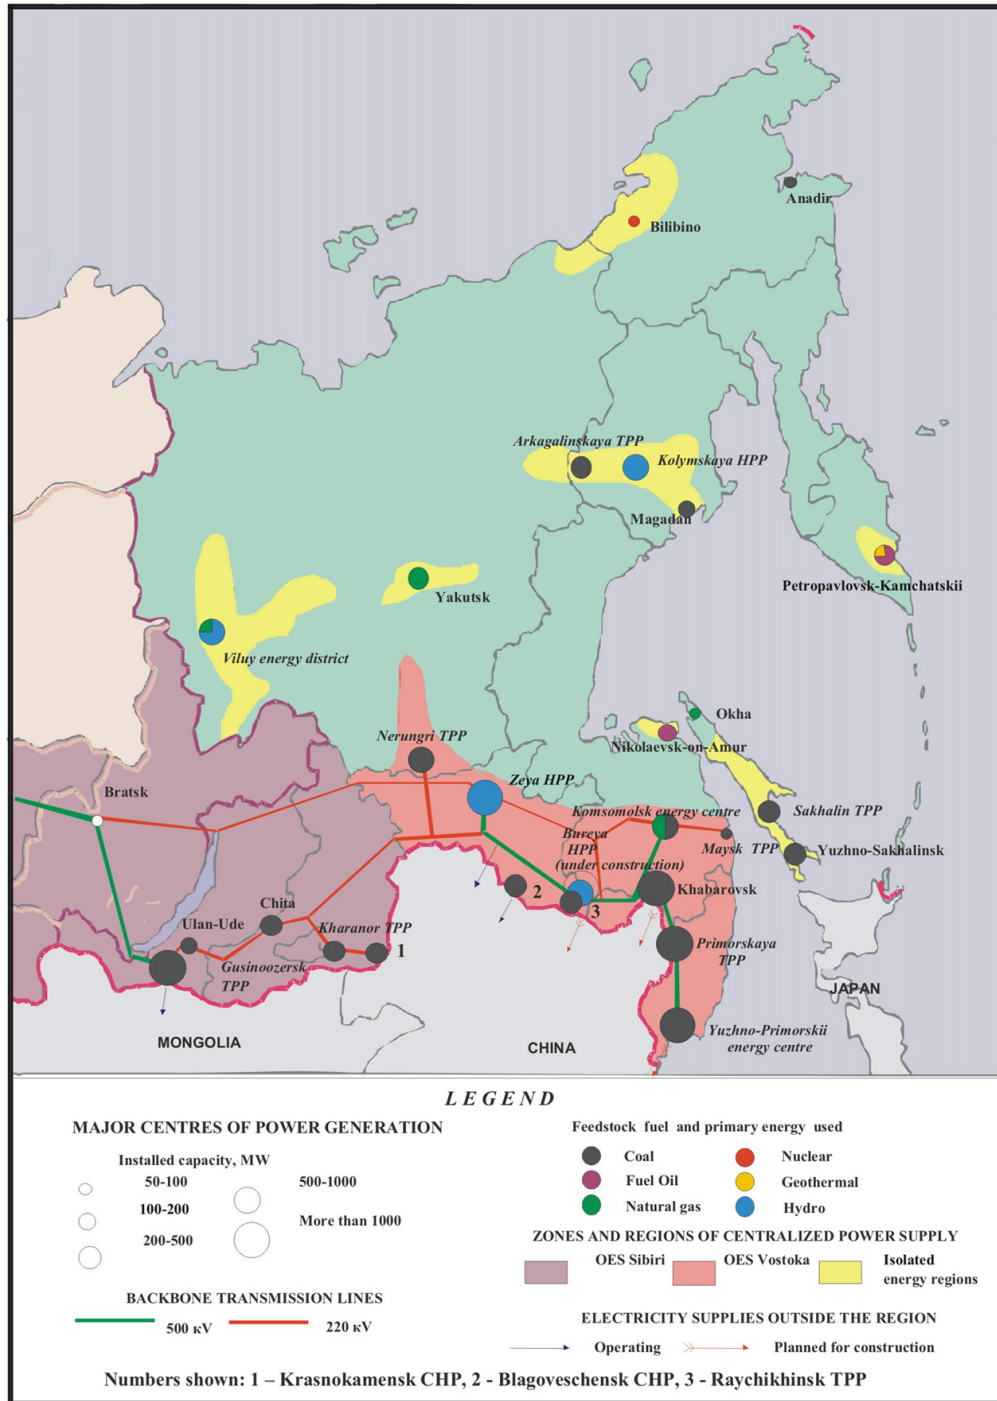 Anadir
Bilibino
Arkagalinskaya TPP
Kolymskaya HPP
Magadan
Petropavlovsk-Kamchatskii
Yakutsk
Viluy energy district
Okha
Nikolaevsk-on-Amur
Nerungri TPP
Zeya HPP
Bratsk
Komsomolsk energy centre
Sakhalin TPP
Bureya
HPP
(under construction)
Maysk TPP
Yuzhno-Sakhalinsk
2
3
Khabarovsk
Chita
Ulan-Ude
Kharanor TPP
1
Gusinoozersk
TPP
Primorskaya
TPP
JAPAN
MONGOLIA
CHINA
Yuzhno-Primorskii
energy centre
LEGEND
MAJOR CENTRES OF POWER GENERATION
Installed capacity, MW
50-100
100-200
200-500
500-1000
More than 1000
BACKBONE TRANSMISSION LINES
500 кV
220 кV
Feedstock fuel and primary energy used
Coal
Fuel Oil
Natural gas
Nuclear
Geothermal
Hydro
ZONES AND REGIONS OF CENTRALIZED POWER SUPPLY
OES Sibiri
OES Vostoka
Isolated
energy regions
ELECTRICITY SUPPLIES OUTSIDE THE REGION
Operating
Planned for construction
Numbers shown: 1 – Krasnokamensk CHP, 2 - Blagoveschensk CHP, 3 - Raychikhinsk TPP